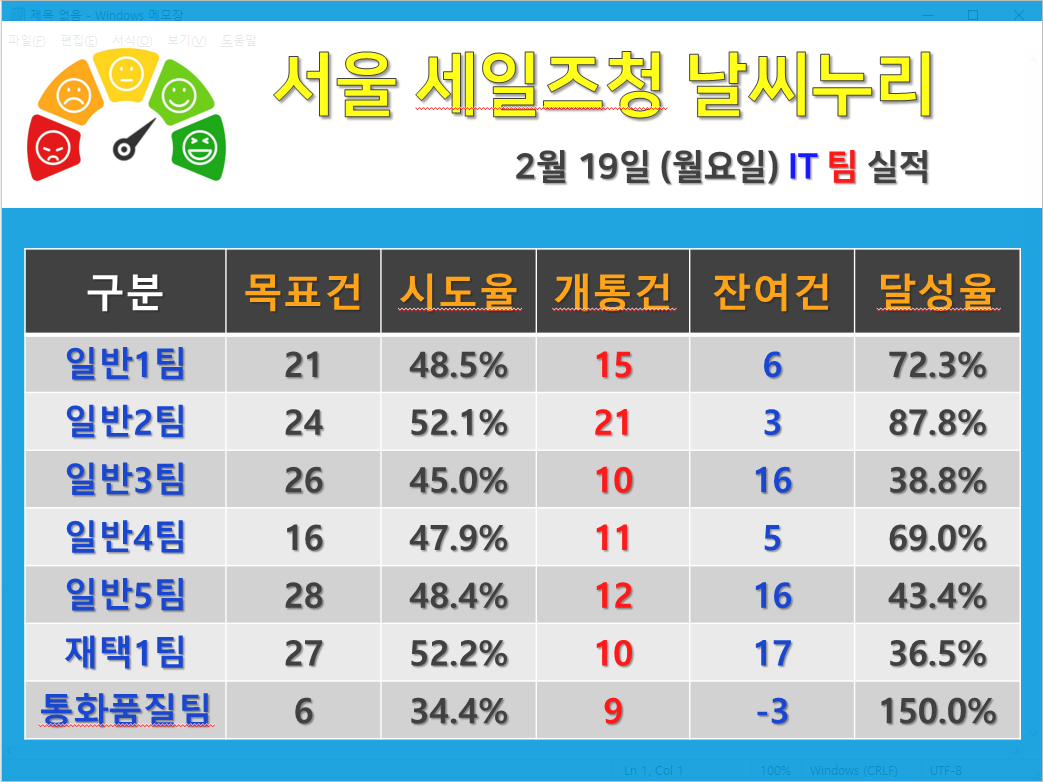 제목 없음 - Windows 메모장
파일(F) 편집(E) 서식(O) 보기(V) 도움말
서울 세일즈청 날씨누리
2월 19일 (월요일) IT 팀 실적
구분 목표건 시도율 개통건 잔여건 달성율
일반1팀 21 48.5% 15 6 72.3%
일반2팀 24 52.1% 21 3 87.8%
일반3팀 26 45.0% 10 16 38.8%
일반4팀 16 47.9% 11 5 69.0%
일반5팀 28 48.4% 12 16 43.4%
재택1팀 27 52.2% 10 17 36.5%
통화품질팀 6 34.4% 9 -3 150.0%
Ln 1, Col 1 100% Windows (CRLF) UTF-8